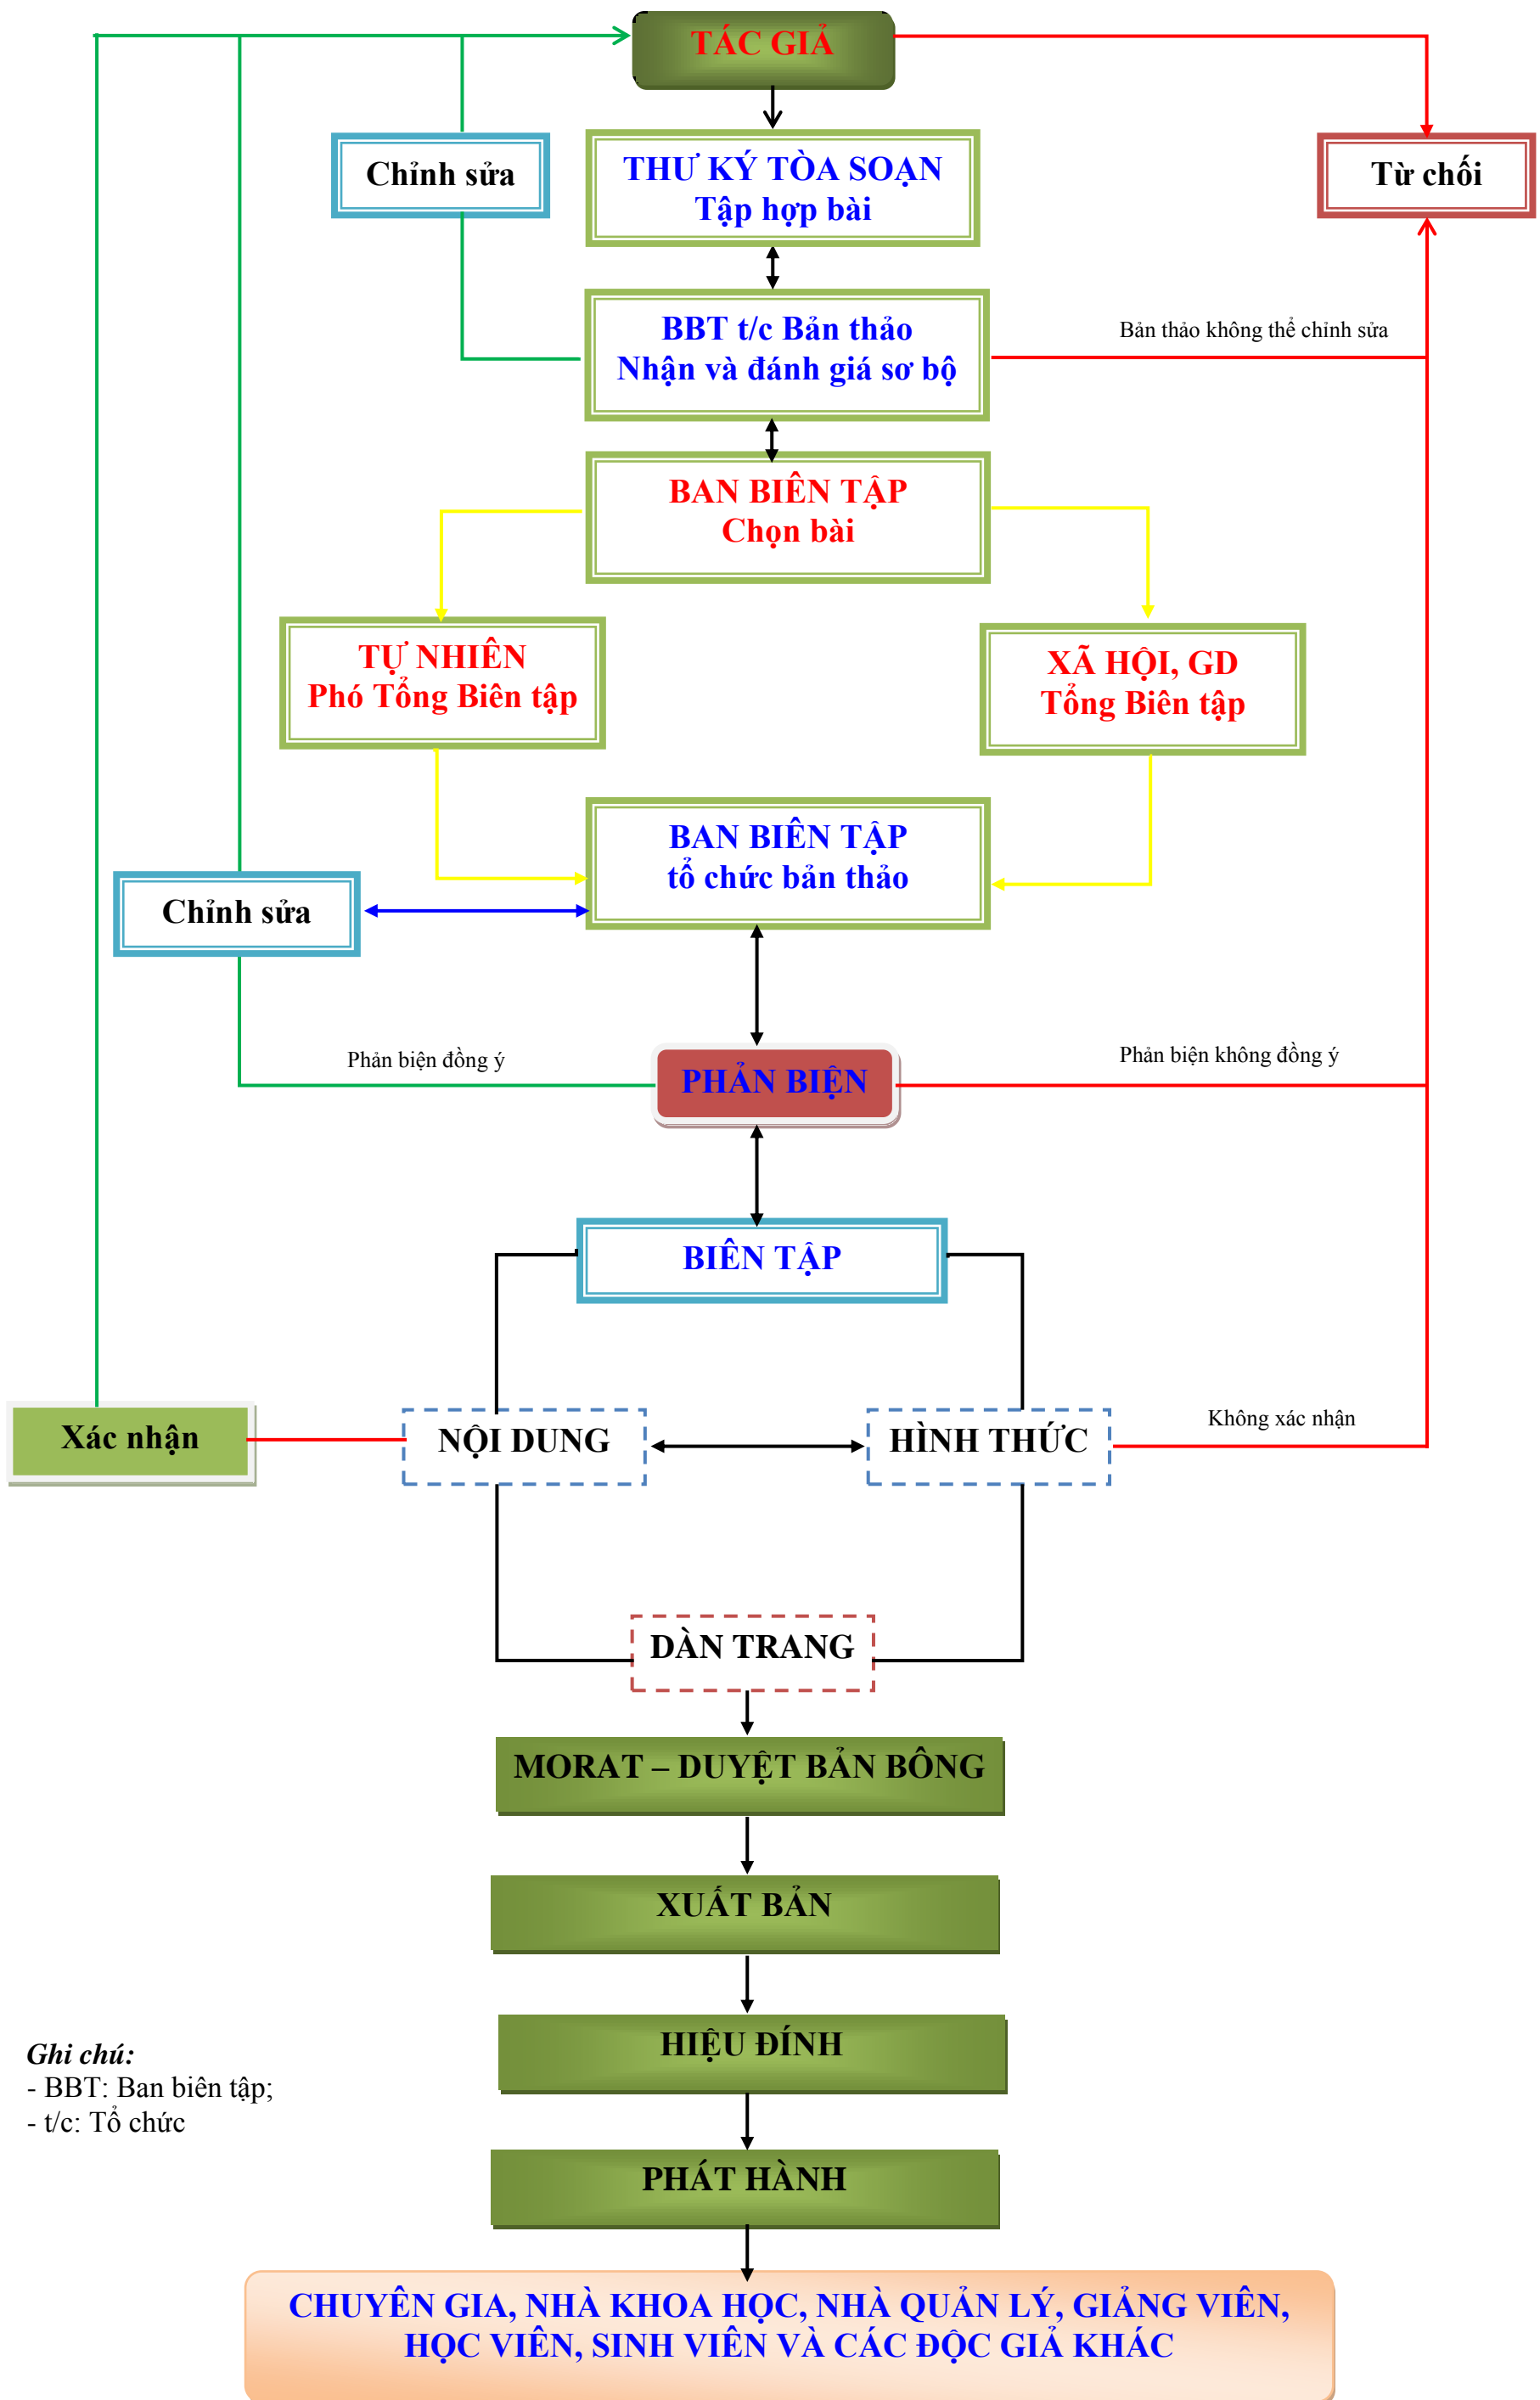 TÁC GIẢ
Chỉnh sửa
THƯ KÝ TÒA SOẠN
Tập hợp bài
Từ chối
BBT t/c Bản thảo
Nhận và đánh giá sơ bộ
Bản thảo không thể chỉnh sửa
BAN BIÊN TẬP
Chọn bài
TỰ NHIÊN
Phó Tổng Biên tập
XÃ HỘI, GD
Tổng Biên tập
BAN BIÊN TẬP
tổ chức bản thảo
Chỉnh sửa
Phản biện đồng ý
PHẢN BIỆN
Phản biện không đồng ý
BIÊN TẬP
Xác nhận
NỘI DUNG
HÌNH THỨC
Không xác nhận
DÀN TRANG
MORAT – DUYỆT BẢN BÔNG
XUẤT BẢN
HIỆU ĐÍNH
Ghi chú:
- BBT: Ban biên tập;
- t/c: Tổ chức
PHÁT HÀNH
CHUYÊN GIA, NHÀ KHOA HỌC, NHÀ QUẢN LÝ, GIẢNG VIÊN,
HỌC VIÊN, SINH VIÊN VÀ CÁC ĐỘC GIẢ KHÁC